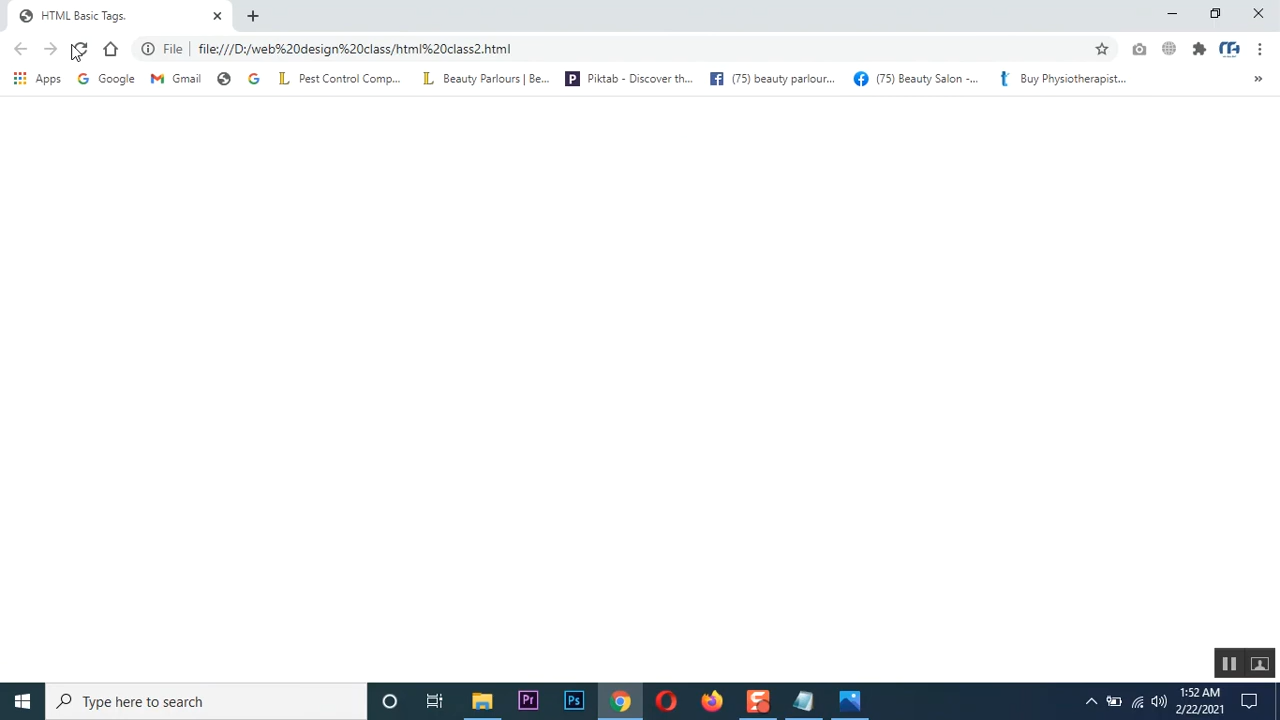 HTML Basic Tags.
File
file:///D:/web%20design%20class/html%20class2.html
Apps
Google
Gmail
Pest Control Comp...
Beauty Parlours | Be...
Piktab - Discover th...
(75) beauty parlour...
(75) Beauty Salon -...
Buy Physiotherapist...
»
Type here to search
Pr
Ps
1:52 AM
2/22/2021